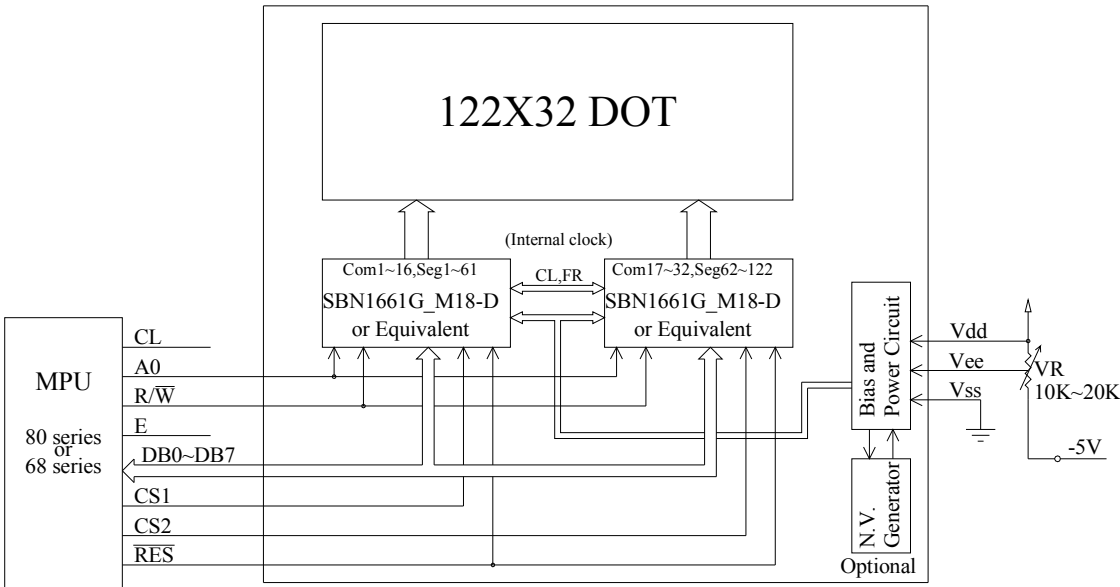 122X32 DOT
(Internal clock)
Com1~16,Seg1~61
SBN1661G_M18-D
or Equivalent
CL,FR
Com17~32,Seg62~122
SBN1661G_M18-D
or Equivalent
MPU
80 series
or
68 series
CL
A0
R/W̅
E
DB0~DB7
CS1
CS2
R̅E̅S̅
Bias and
Power Circuit
Vdd
Vee
Vss
VR
10K~20K
-5V
N.V.
Generator
Optional